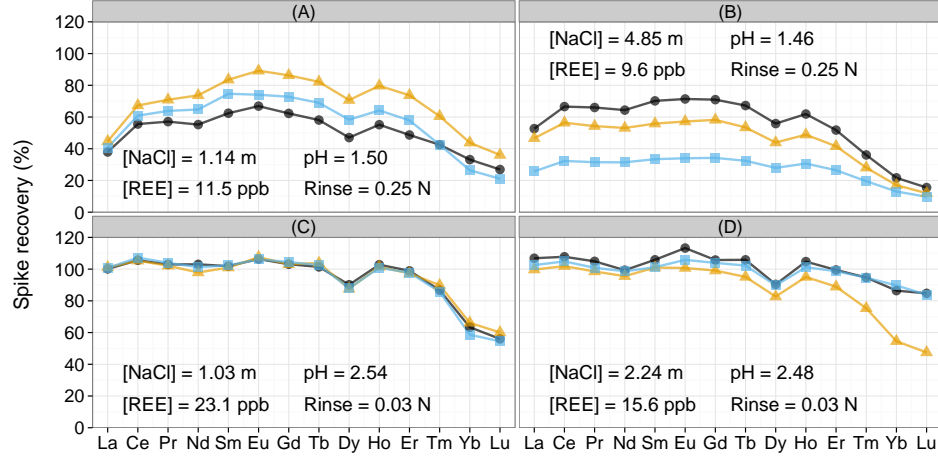 (A)
(B)
Spike recovery (%)
120
100
80
60
40
20
0
[NaCl] = 1.14 m pH = 1.50
[REE] = 11.5 ppb Rinse = 0.25 N
[NaCl] = 4.85 m pH = 1.46
[REE] = 9.6 ppb Rinse = 0.25 N
(C)
(D)
120
100
80
60
40
20
0
[NaCl] = 1.03 m pH = 2.54
[REE] = 23.1 ppb Rinse = 0.03 N
[NaCl] = 2.24 m pH = 2.48
[REE] = 15.6 ppb Rinse = 0.03 N
La Ce Pr Nd Sm Eu Gd Tb Dy Ho Er Tm Yb Lu
La Ce Pr Nd Sm Eu Gd Tb Dy Ho Er Tm Yb Lu